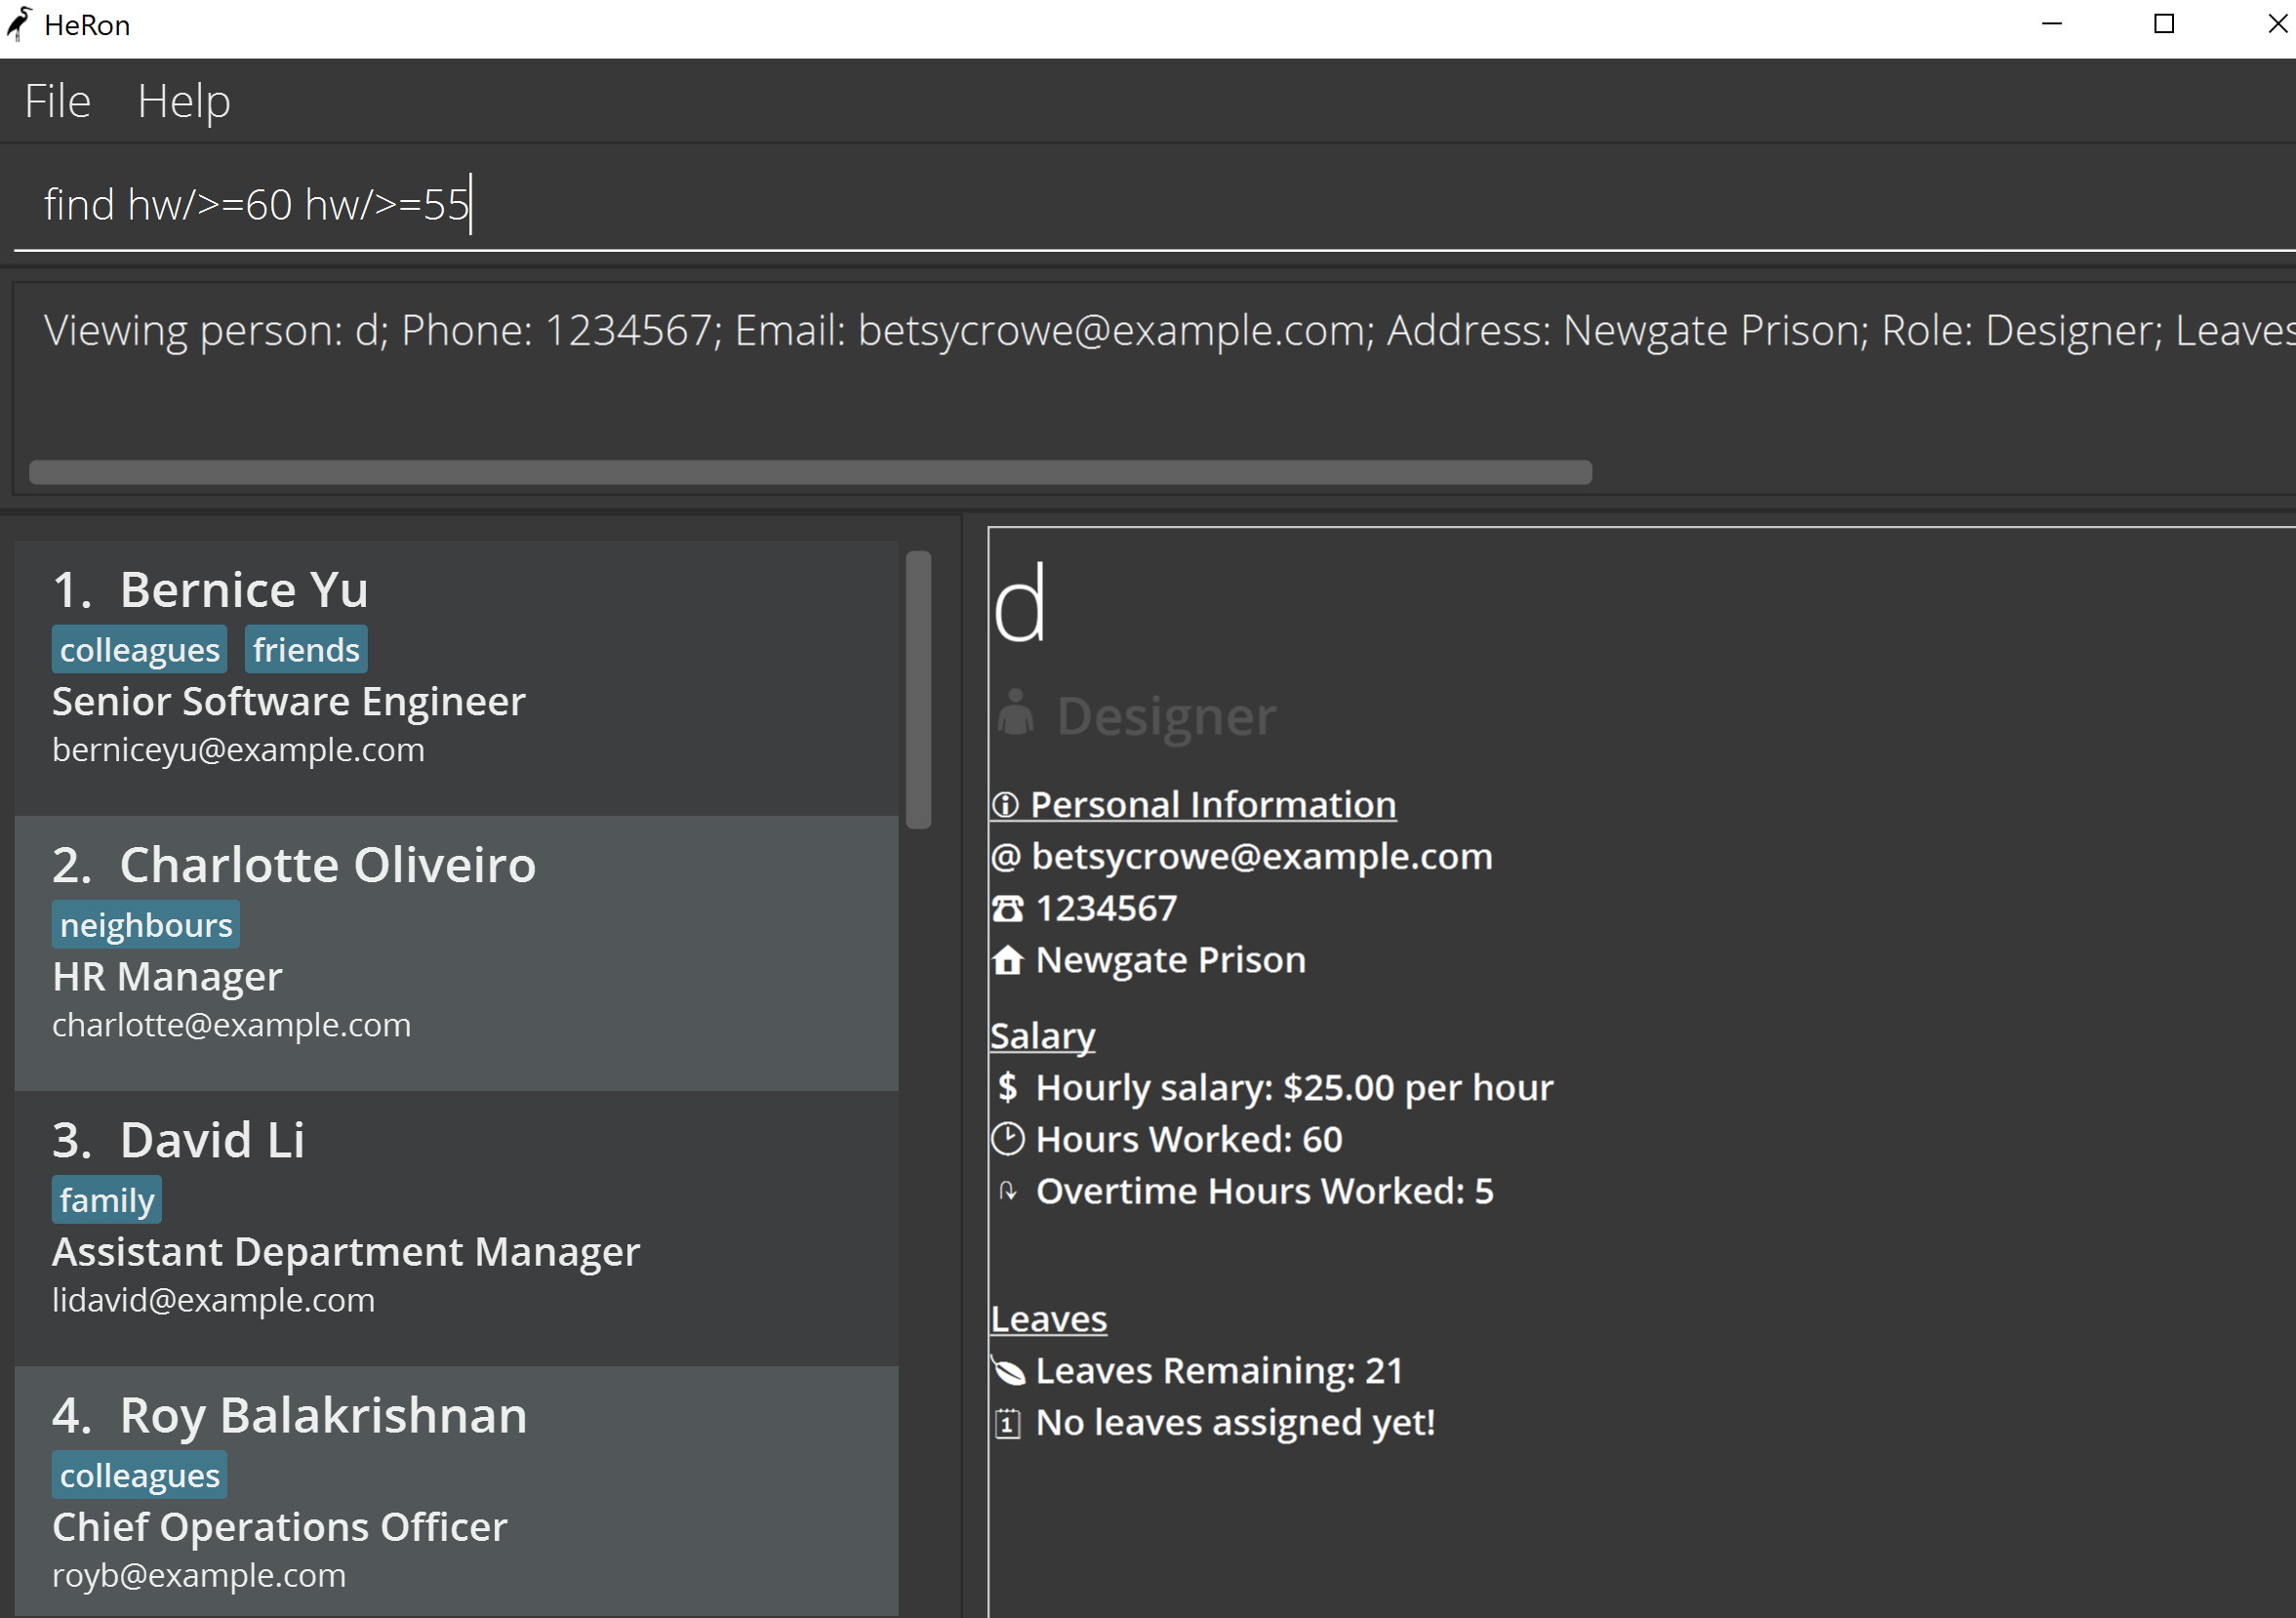 HeRon
File Help
find hw/>=60 hw/>=55
Viewing person: d; Phone: 1234567; Email: betsycrowe@example.com; Address: Newgate Prison; Role: Designer; Leaves
1. Bernice Yu
colleagues friends
Senior Software Engineer
berniceyu@example.com
2. Charlotte Oliveiro
neighbours
HR Manager
charlotte@example.com
3. David Li
family
Assistant Department Manager
lidavid@example.com
4. Roy Balakrishnan
colleagues
Chief Operations Officer
royb@example.com
d
Designer
Personal Information
@ betsycrowe@example.com
1234567
Newgate Prison
Salary
$ Hourly salary: $25.00 per hour
Hours Worked: 60
Overtime Hours Worked: 5
Leaves
Leaves Remaining: 21
No leaves assigned yet!